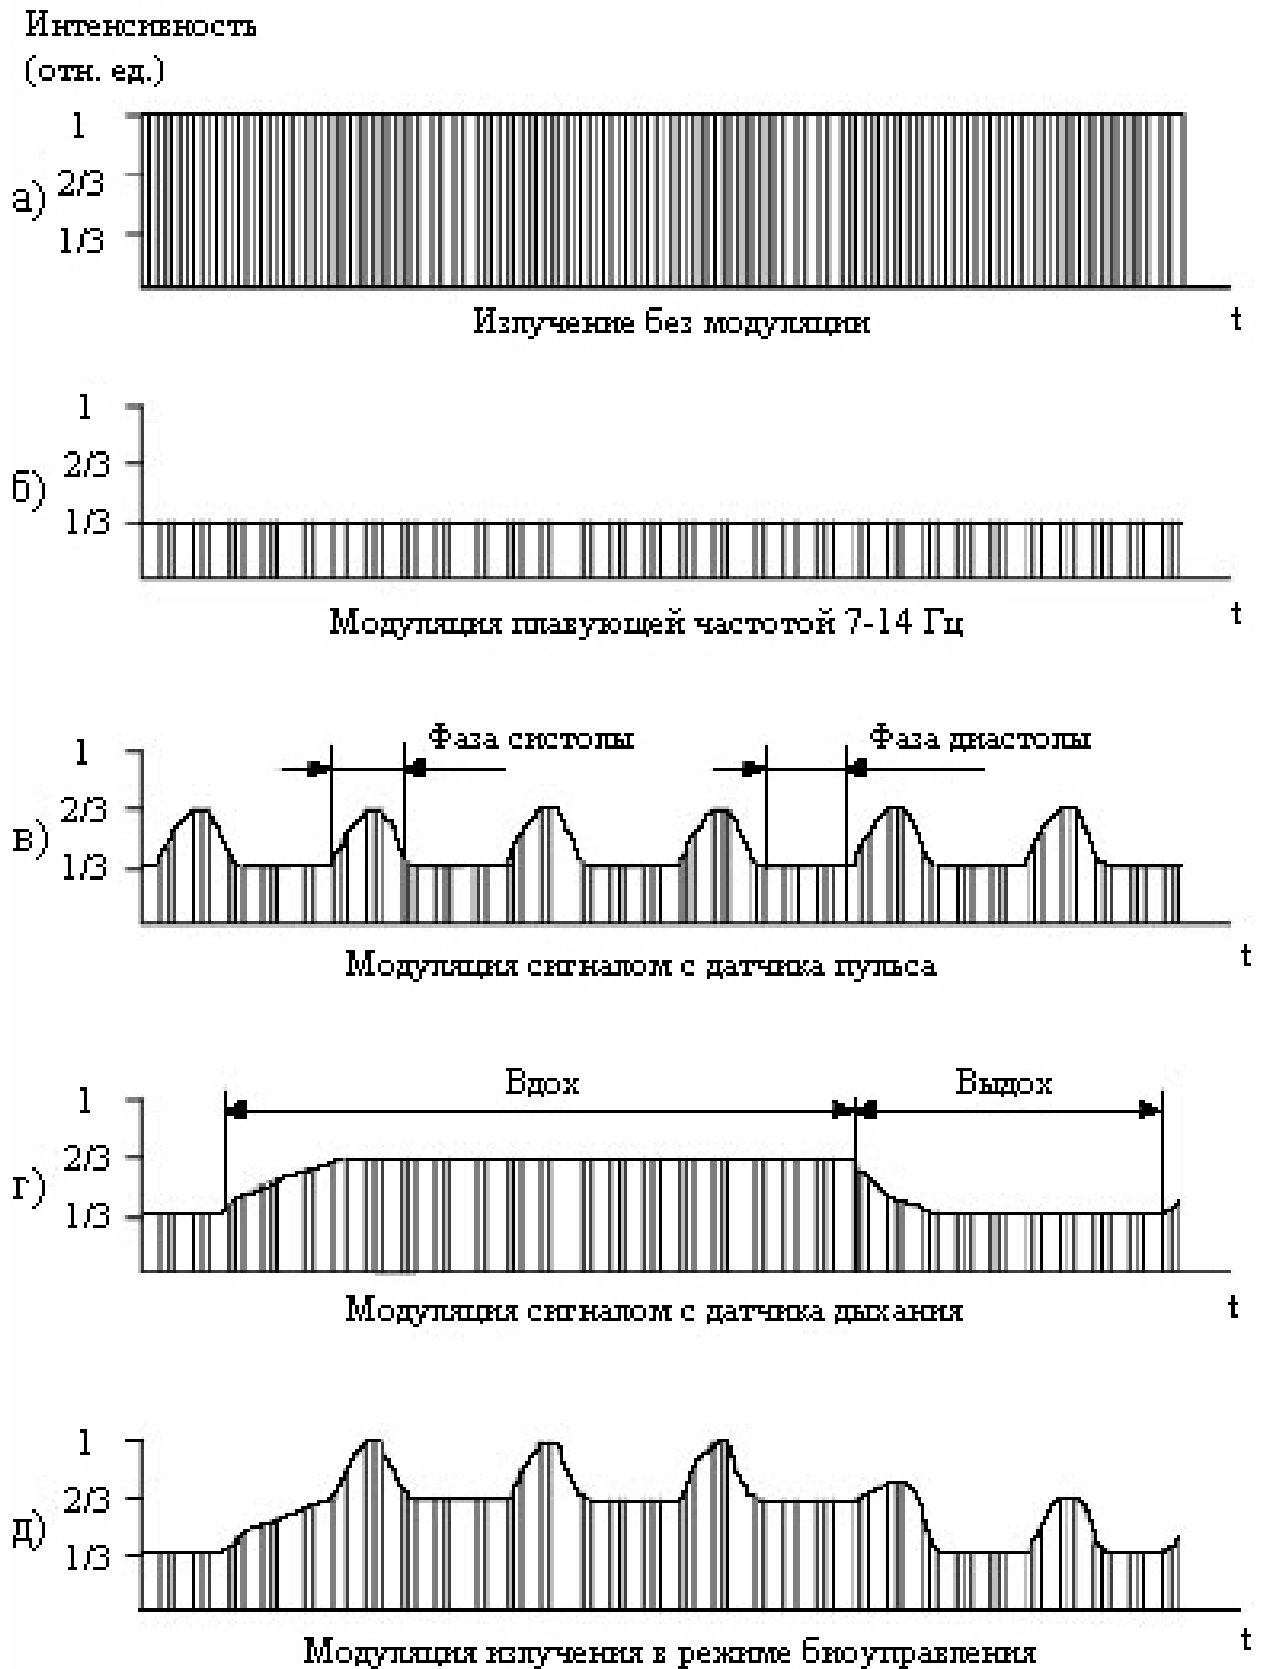 Интенсивность
(отн. ед.)
1
2/3
а)
1/3
Излучение без модуляции
t
1
2/3
б)
1/3
Модуляция плавующей частотой 7-14 Гц
t
Фаза систолы
Фаза диастолы
1
2/3
в)
1/3
Модуляция сигналом с датчика пульса
t
Вдох
Выдох
1
2/3
г)
1/3
Модуляция сигналом с датчика дыхания
t
1
2/3
д)
1/3
Модуляция излучения в режиме биоуправления
t